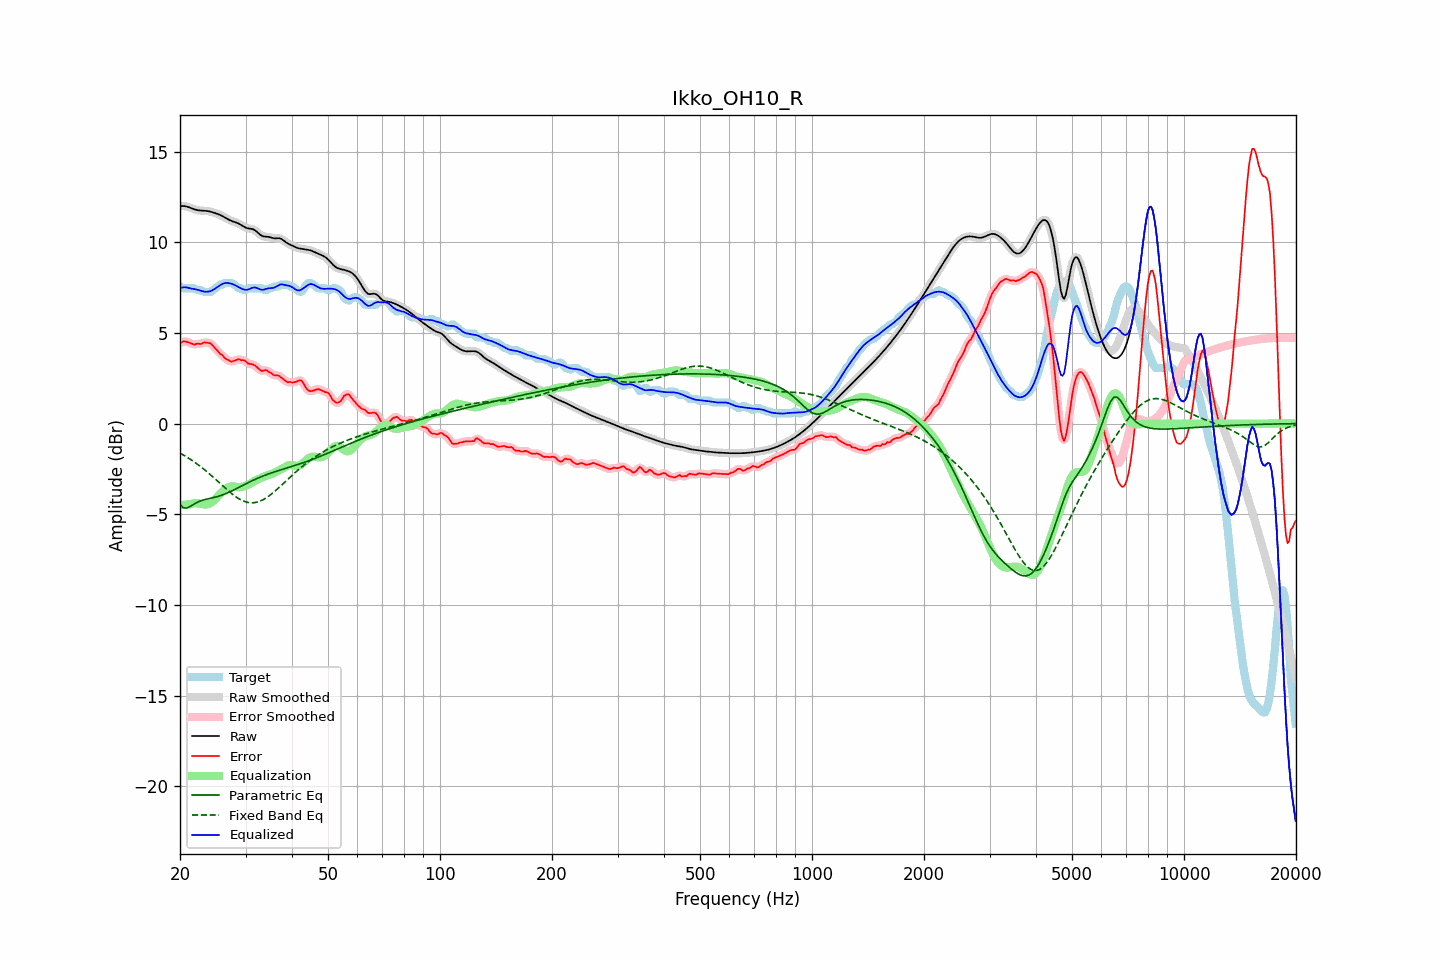 Ikko_OH10_R
Amplitude (dBr)
15
10
5
0
−5
−10
−15
−20
Target
Raw Smoothed
Error Smoothed
Raw
Error
Equalization
Parametric Eq
Fixed Band Eq
Equalized
20 50 100 200 500 1000 2000 5000 10000 20000
Frequency (Hz)